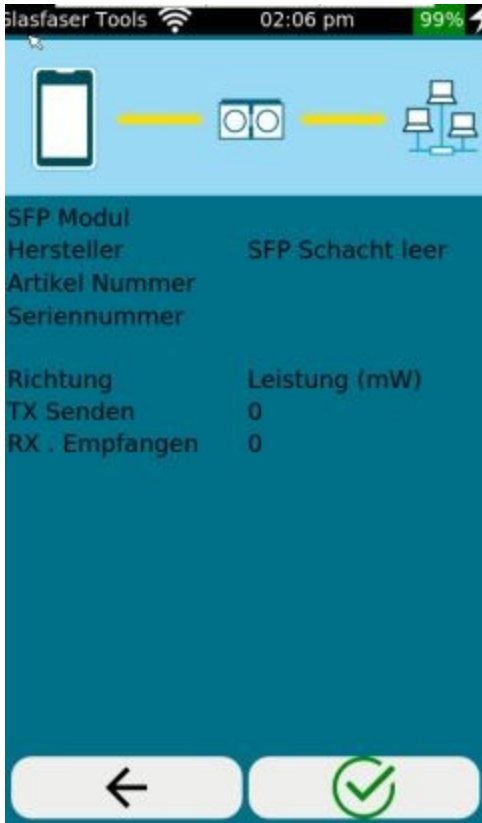 Glasfaser Tools 02:06 pm 99%
SFP Modul
Hersteller SFP Schacht leer
Artikel Nummer
Seriennummer
Richtung Leistung (mW)
TX Senden 0
RX . Empfangen 0